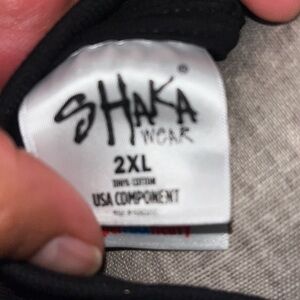 SHAKA
®
WEAR
2XL
100% COTTON
USA COMPONENT